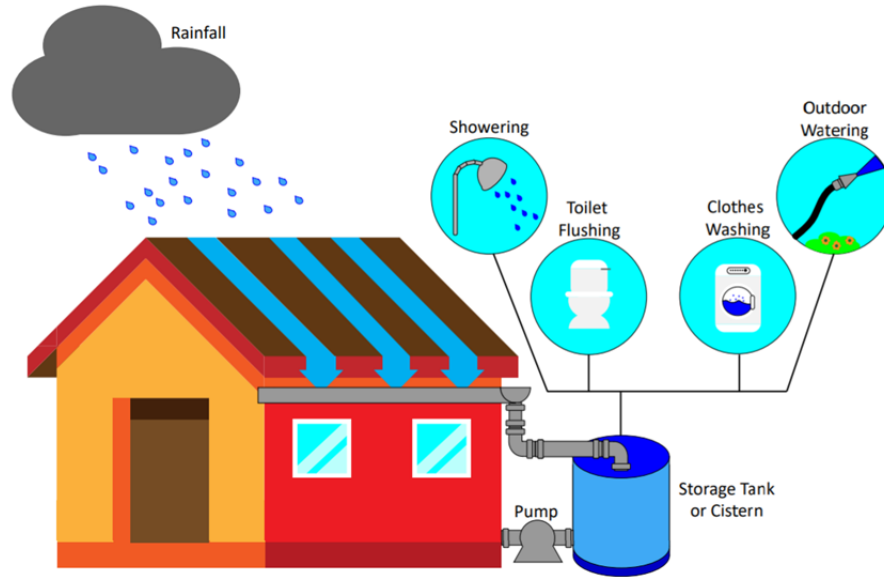 Rainfall
Showering
Toilet
Flushing
Clothes
Washing
Outdoor
Watering
Pump
Storage Tank
or Cistern